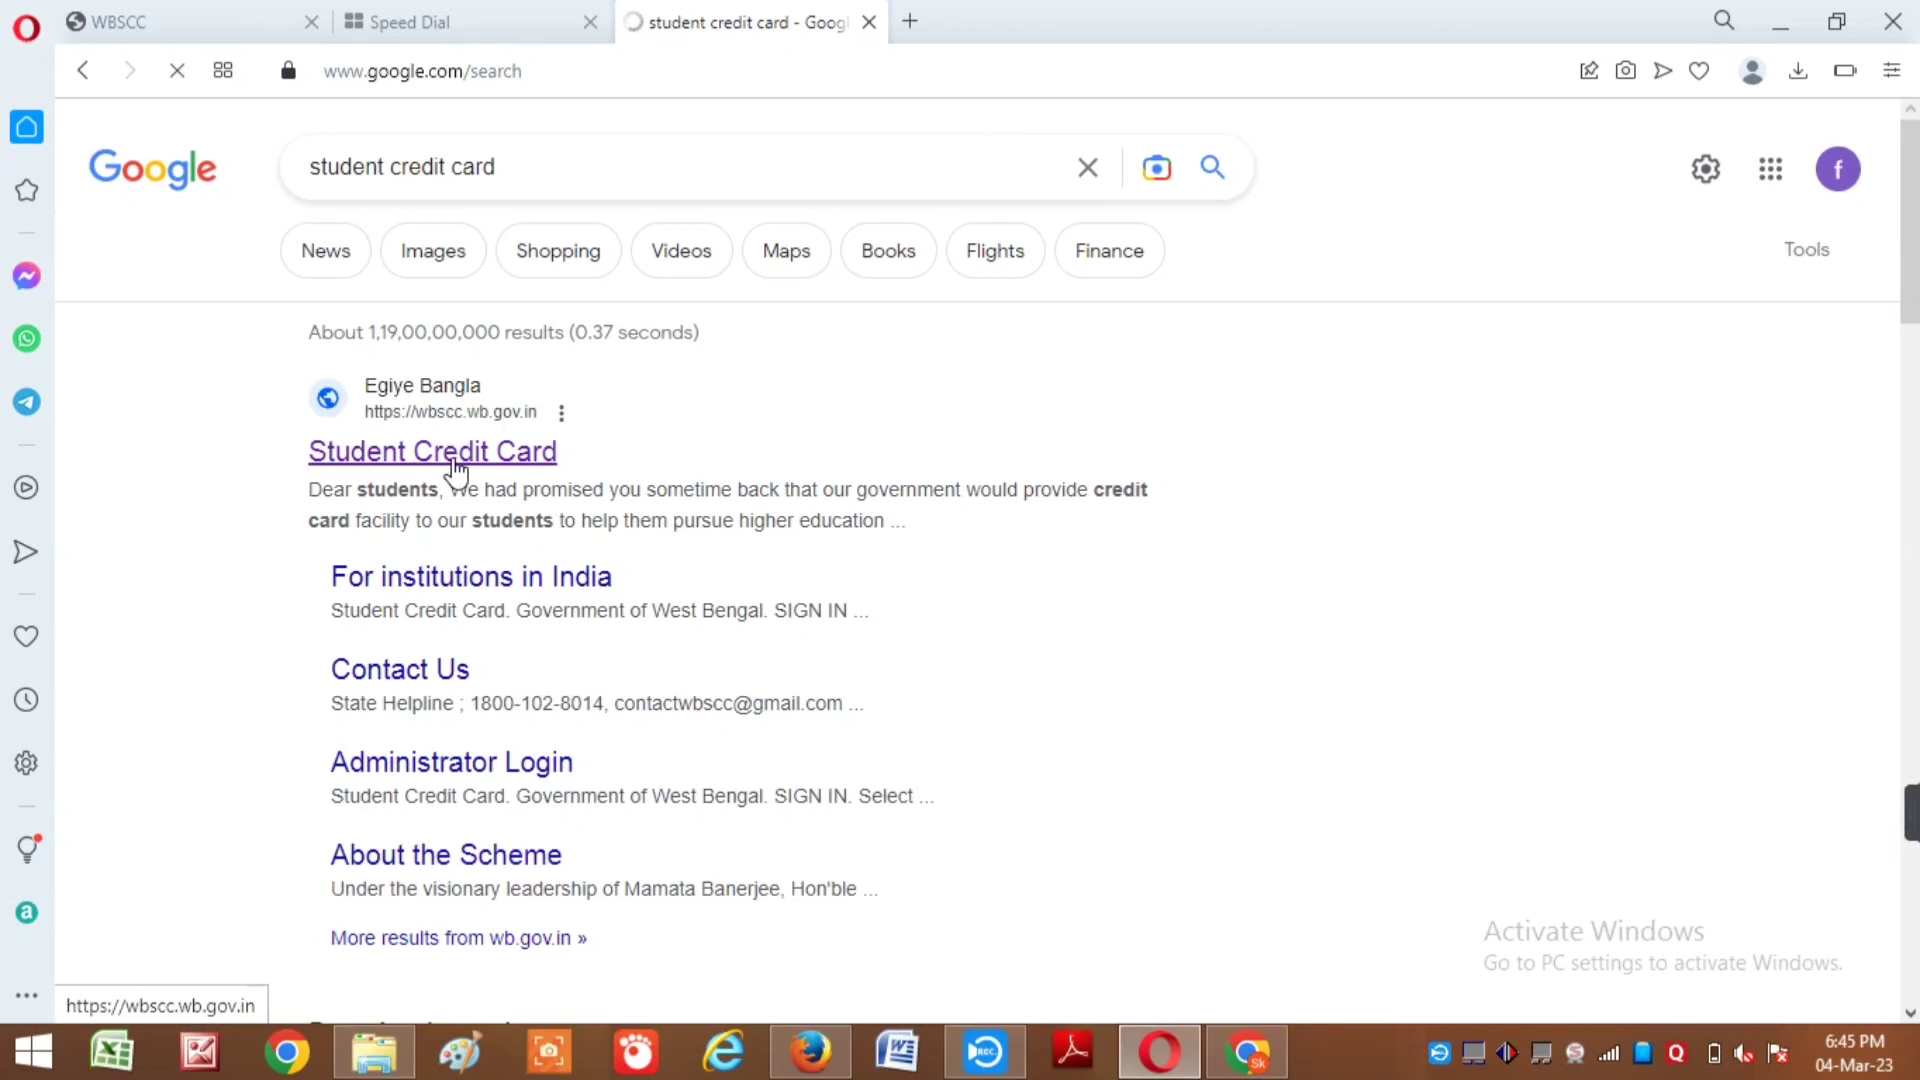 WBSCC
Speed Dial
student credit card - Goog
www.google.com/search
Google
student credit card
f
News
Images
Shopping
Videos
Maps
Books
Flights
Finance
Tools
About 1,19,00,00,000 results (0.37 seconds)
Egiye Bangla
https://wbscc.wb.gov.in
Student Credit Card
Dear students, We had promised you sometime back that our government would provide credit
card facility to our students to help them pursue higher education ...
For institutions in India
Student Credit Card. Government of West Bengal. SIGN IN ...
Contact Us
State Helpline ; 1800-102-8014, contactwbscc@gmail.com ...
Administrator Login
Student Credit Card. Government of West Bengal. SIGN IN. Select ...
About the Scheme
Under the visionary leadership of Mamata Banerjee, Hon'ble ...
More results from wb.gov.in »
Activate Windows
Go to PC settings to activate Windows.
https://wbscc.wb.gov.in
REC
Sk
6:45 PM
04-Mar-23